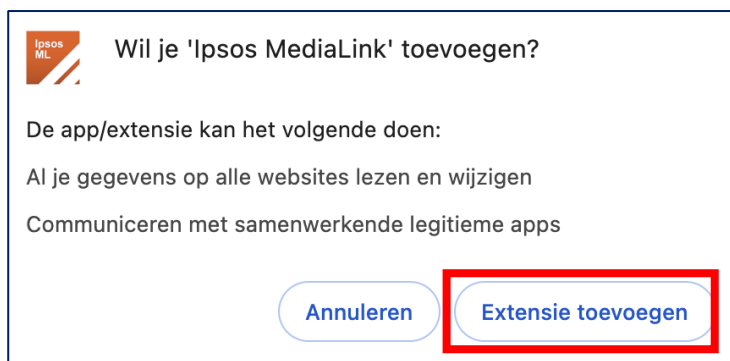 Ipsos
ML
Wil je 'Ipsos MediaLink' toevoegen?
De app/extensie kan het volgende doen:
Al je gegevens op alle websites lezen en wijzigen
Communiceren met samenwerkende legitieme apps
Annuleren
Extensie toevoegen